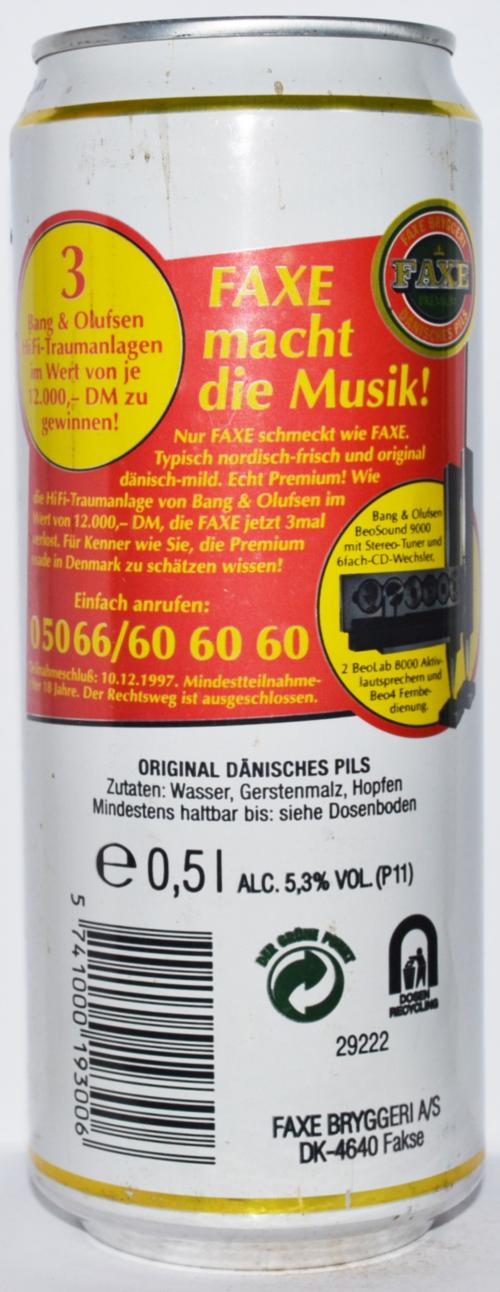 3
Bang & Olufsen
HiFi-Traumanlagen
im Wert von je
12.000,– DM zu
gewinnen!
FAXE BRYGGERI
FAXE
PREMIUM
DÄNISCHES PILS
FAXE
macht
die Musik!
Nur FAXE schmeckt wie FAXE.
Typisch nordisch-frisch und original
dänisch-mild. Echt Premium! Wie
die HiFi-Traumanlage von Bang & Olufsen im
Wert von 12.000,– DM, die FAXE jetzt 3mal
verlost. Für Kenner wie Sie, die Premium
made in Denmark zu schätzen wissen!
Einfach anrufen:
05066/60 60 60
Teilnahmeschluß: 10.12.1997. Mindestteilnahme-
18 Jahre. Der Rechtsweg ist ausgeschlossen.
Bang & Olufsen
BeoSound 9000
mit Stereo-Tuner und
6fach-CD-Wechsler,
2 BeoLab 8000 Aktiv-
lautsprechern und
Beo4 Fernbe-
dienung.
ORIGINAL DÄNISCHES PILS
Zutaten: Wasser, Gerstenmalz, Hopfen
Mindestens haltbar bis: siehe Dosenboden
e 0,5 l ALC. 5,3% VOL. (P11)
DER GRÜNE PUNKT
DOSEN
RECYCLING
29222
5 741000 193006
FAXE BRYGGERI A/S
DK-4640 Fakse